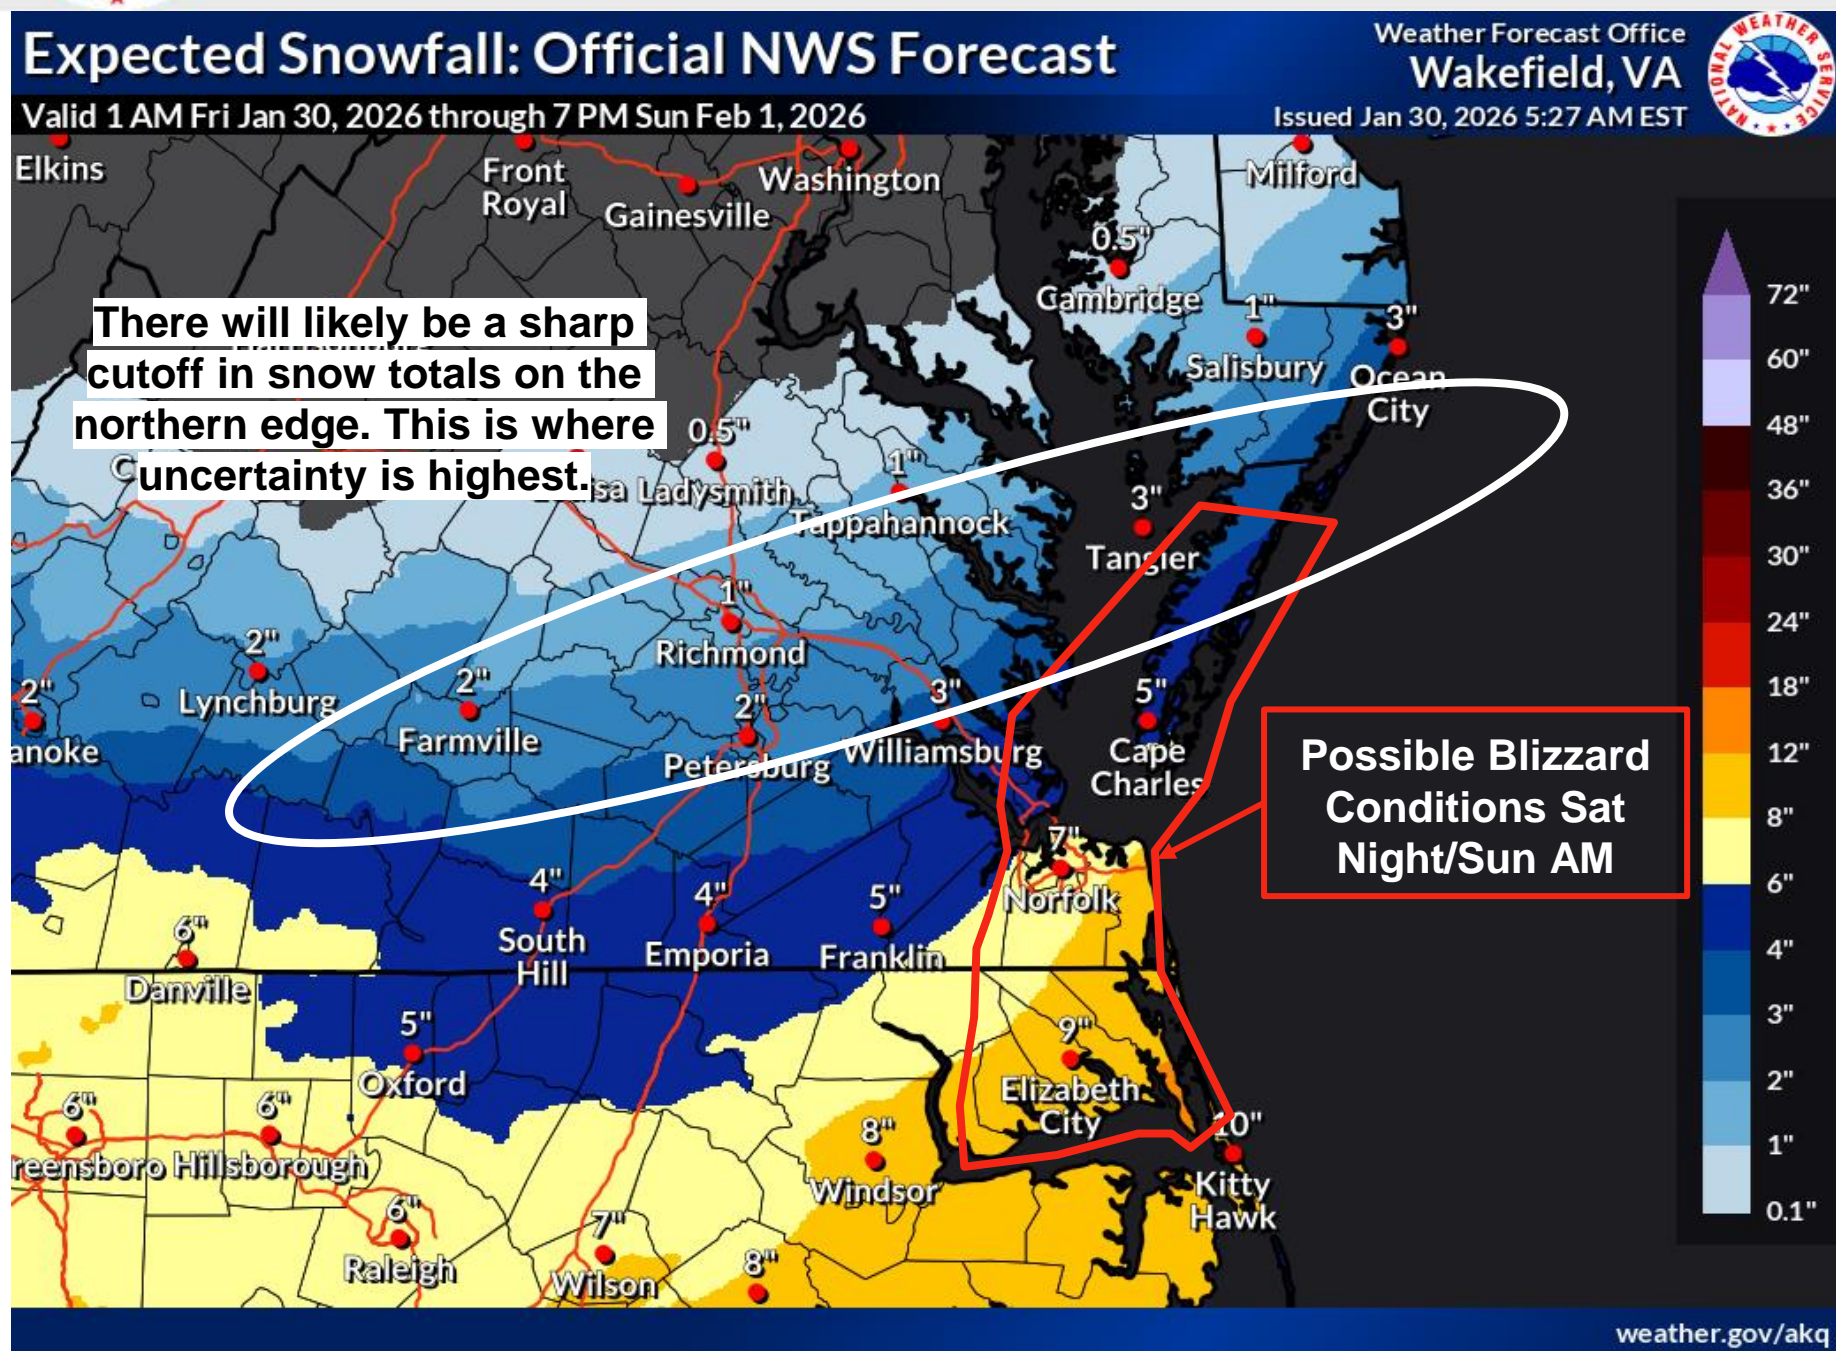 Expected Snowfall: Official NWS Forecast
Weather Forecast Office
Wakefield, VA
Valid 1 AM Fri Jan 30, 2026 through 7 PM Sun Feb 1, 2026
Issued Jan 30, 2026 5:27 AM EST
NATIONAL WEATHER SERVICE
Elkins
Front
Royal
Gainesville
Washington
Milford
0.5"
Cambridge
1"
Salisbury
3"
Ocean
City
There will likely be a sharp
cutoff in snow totals on the
northern edge. This is where
uncertainty is highest.
0.5"
Ladysmith
1"
Tappahannock
3"
Tangier
1"
Richmond
2"
Lynchburg
2"
Farmville
2"
anoke
2"
Petersburg
3"
Williamsburg
5"
Cape
Charles
Possible Blizzard
Conditions Sat
Night/Sun AM
7"
Norfolk
4"
South
Hill
4"
Emporia
5"
Franklin
6"
Danville
5"
Oxford
9"
Elizabeth
City
6"
reensboro
6"
Hillsborough
8"
Windsor
10"
Kitty
Hawk
6"
Raleigh
7"
Wilson
8"
72"
60"
48"
36"
30"
24"
18"
12"
8"
6"
4"
3"
2"
1"
0.1"
weather.gov/akq